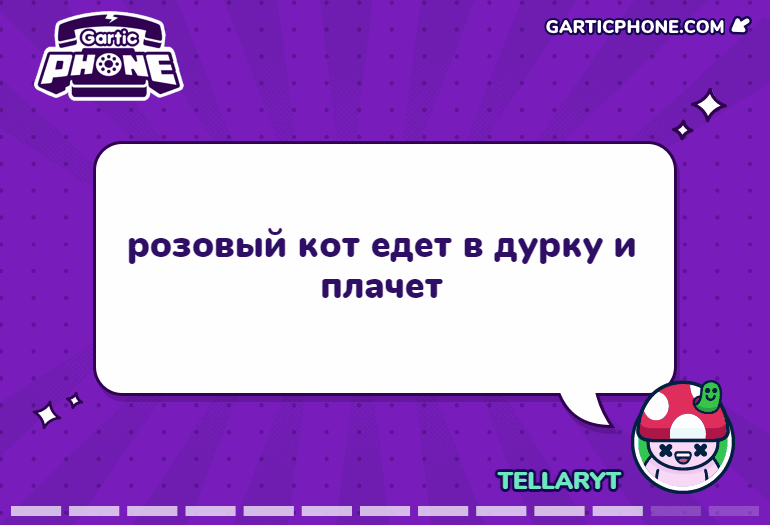 Gartic
PHONE
GARTICPHONE.COM
розовый кот едет в дурку и
плачет
TELLARYT